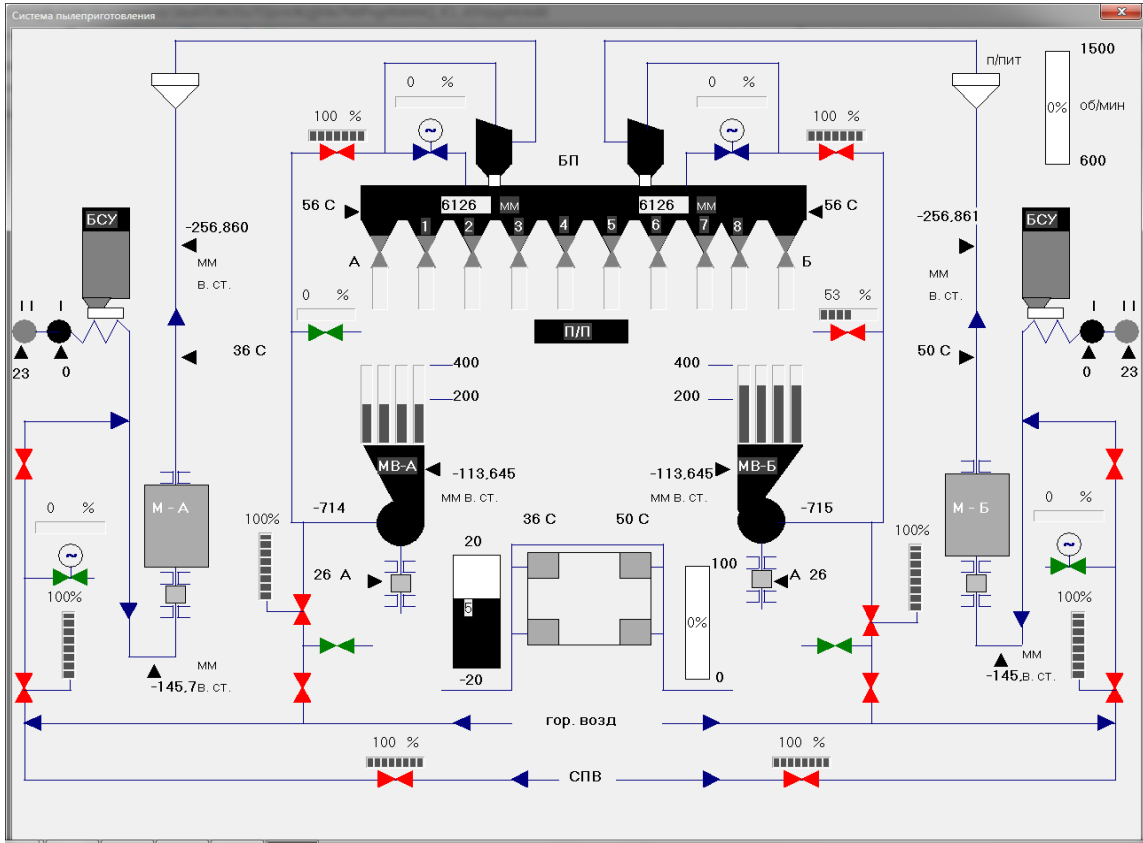 Система пылеприготовления
п/пит
1500
0%
об/мин
600
0 %
0 %
100 %
100 %
БП
56 С
6126 мм
6126 мм
56 С
1 2 3 4 5 6 7 8
А
Б
БСУ
-256,860
мм
в. ст.
-256,861
мм
в. ст.
БСУ
I I
I
23
0
36 С
0 %
53 %
П/П
50 С
I
I I
0
23
400
200
400
200
МВ-А
-113,645
мм в. ст.
-113,645
мм в. ст.
МВ-Б
М - А
М - Б
0 %
0 %
100%
100%
-714
-715
36 С
50 С
20
5
-20
26 А
А 26
100
0%
0
100%
100%
мм
-145,7в. ст.
мм
-145,в. ст.
гор. возд
100 %
100 %
СПВ